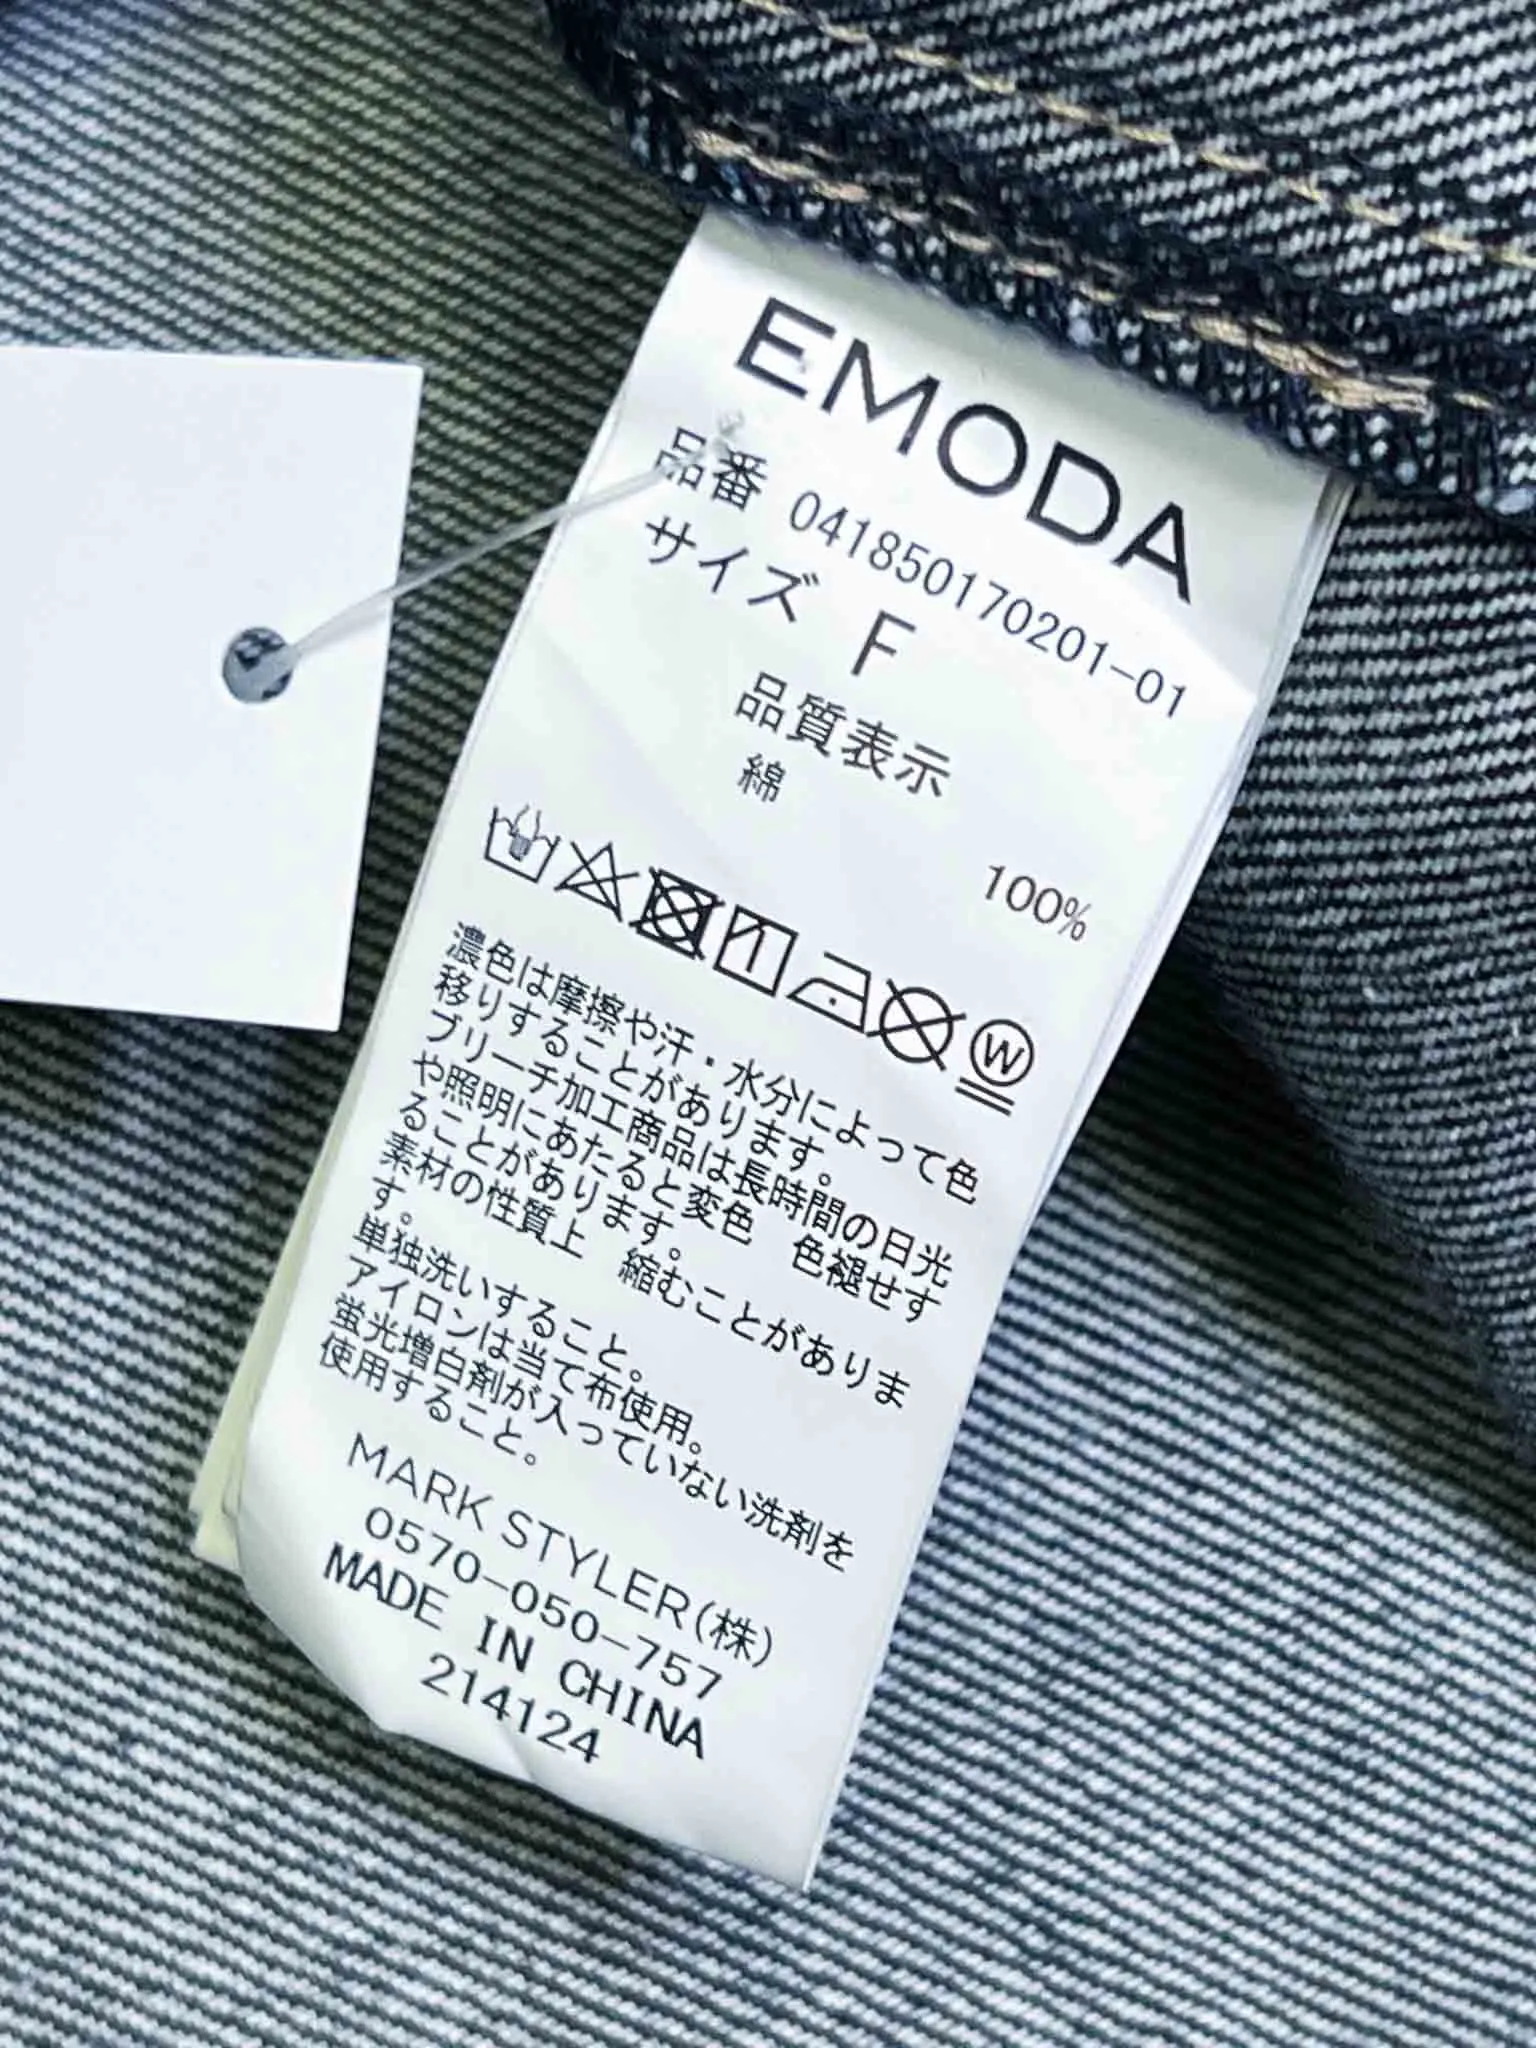 EMODA
品番 041850170201-01
サイズ F
品質表示
綿 100%
W
濃色は摩擦や汗・水分によって色
移りすることがあります。
ブリーチ加工商品は長時間の日光
や照明にあたると変色 色褪せす
ることがあります。
素材の性質上 縮むことがありま
す。
単独洗いすること。
アイロンは当て布使用。
蛍光増白剤が入っていない洗剤を
使用すること。
MARK STYLER(株)
0570-050-757
MADE IN CHINA
214124